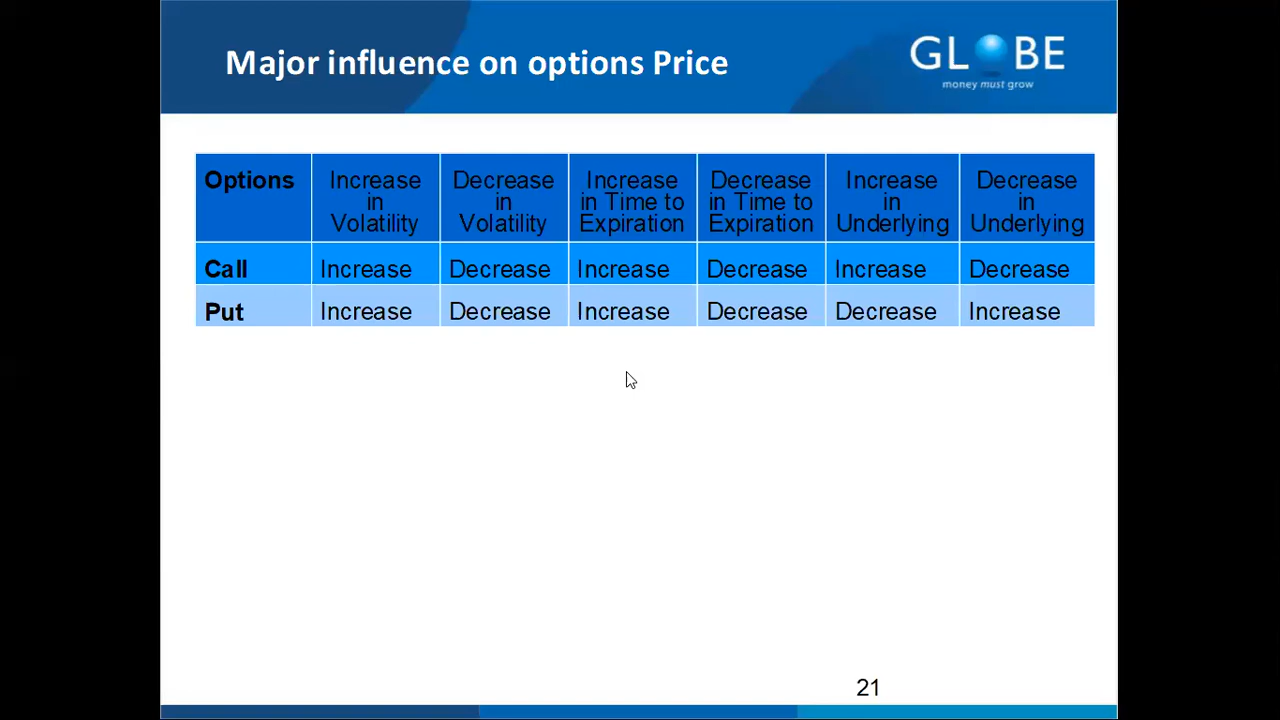 Major influence on options Price
GLOBE
money must grow
Options
Increase
in
Volatility
Decrease
in
Volatility
Increase
in Time to
Expiration
Decrease
in Time to
Expiration
Increase
in
Underlying
Decrease
in
Underlying
Call Increase Decrease Increase Decrease Increase Decrease
Put Increase Decrease Increase Decrease Decrease Increase
21